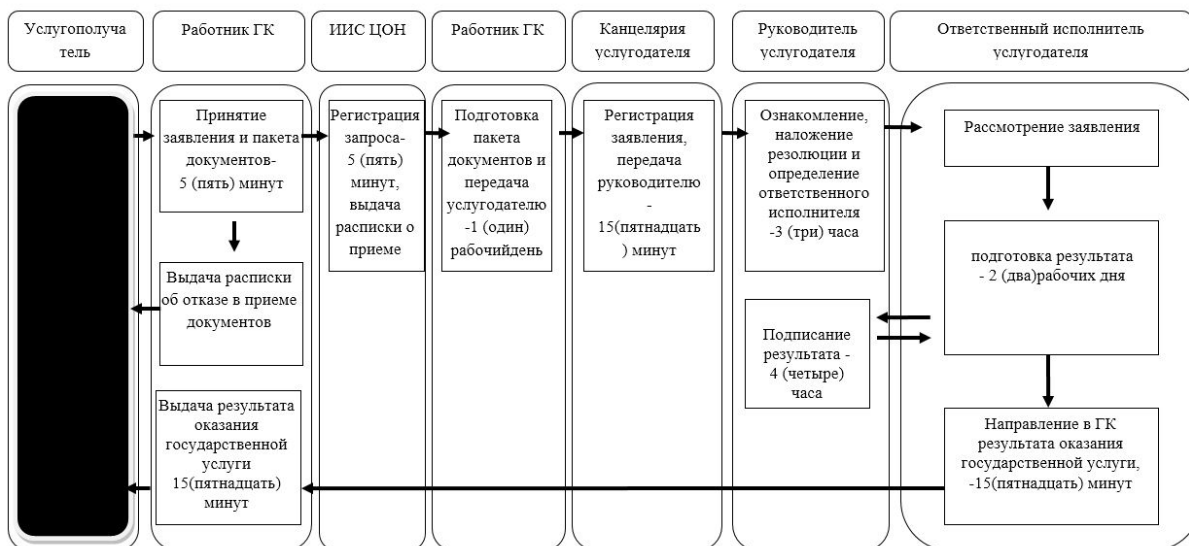 Услугополуча
тель
Работник ГК
ИИС ЦОН
Работник ГК
Канцелярия
услугодателя
Руководитель
услугодателя
Ответственный исполнитель
услугодателя
Принятие
заявления и пакета
документов-
5 (пять) минут
Выдача расписки
об отказе в приеме
документов
Выдача результата
оказания
государственной
услуги
15(пятнадцать)
минут
Регистрация
запроса-
5 (пять)
минут,
выдача
расписки о
приеме
Подготовка
пакета
документов и
передача
услугодателю
-1 (один)
рабочийдень
Регистрация
заявления,
передача
руководителю
-
15(пятнадцать
) минут
Ознакомление,
наложение
резолюции и
определение
ответственного
исполнителя
-3 (три) часа
Подписание
результата -
4 (четыре)
часа
Рассмотрение заявления
подготовка результата
- 2 (два)рабочих дня
Направление в ГК
результата оказания
государственной услуги,
-15(пятнадцать) минут